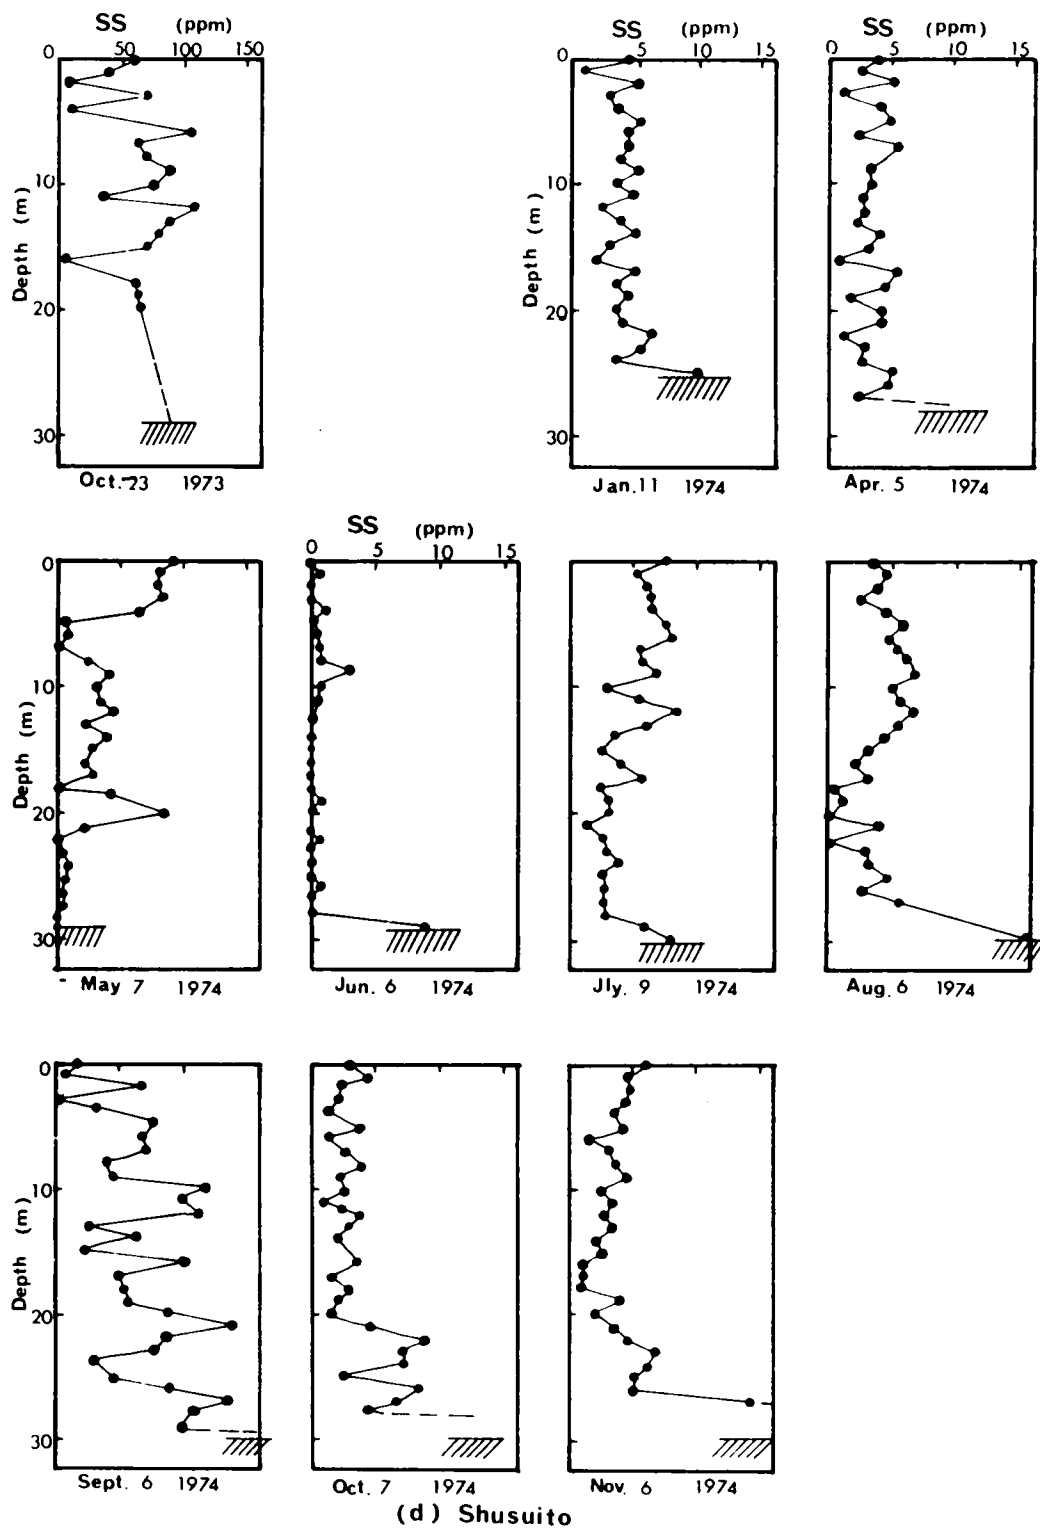 SS (ppm)
0 50 100 150
SS (ppm)
0 5 10 15
0 5 10 15
0
10
20
30
Depth (m)
0
10
20
30
Depth (m)
Oct. 23 1973
Jan. 11 1974
Apr. 5 1974
SS (ppm)
0 5 10 15
0
10
20
30
Depth (m)
May 7 1974
Jun. 6 1974
Jly. 9 1974
Aug. 6 1974
0
10
20
30
Depth (m)
Sept. 6 1974
Oct. 7 1974
Nov. 6 1974
(d) Shusuito